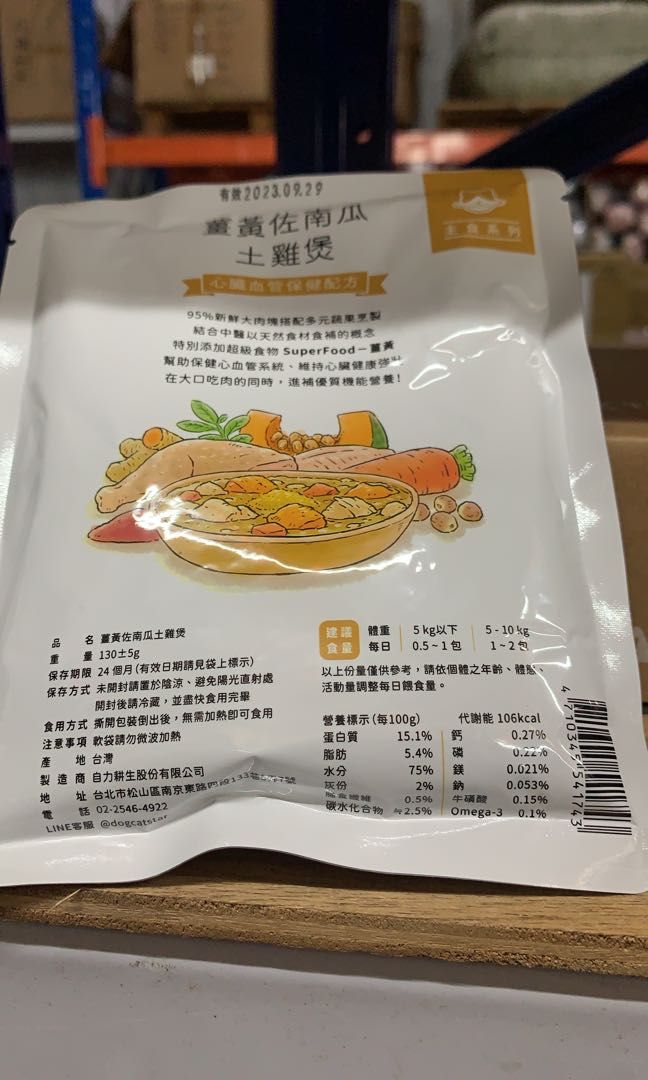 有效2023.09.29
薑黃佐南瓜
土雞煲
主食系列
心臟血管保健配方
95%新鮮大肉塊搭配多元蔬果烹製
結合中醫以天然食材食補的概念
特別添加超級食物 SuperFood－薑黃
幫助保健心血管系統、維持心臟健康強壯
在大口吃肉的同時，進補優質機能營養!
品 名 薑黃佐南瓜土雞煲
重 量 130±5g
保存期限 24 個月(有效日期請見袋上標示)
保存方式 未開封請置於陰涼、避免陽光直射處
開封後請冷藏，並盡快食用完畢
食用方式 撕開包裝倒出後，無需加熱即可食用
注意事項 軟袋請勿微波加熱
產 地 台灣
製 造 商 自力耕生股份有限公司
地 址 台北市松山區南京東路四段133巷
電 話 02-2546-4922
LINE客服 @dogcatstar
建議食量
體重 5 kg以下 5 - 10 kg
每日 0.5 ~ 1 包 1 ~ 2 包
以上份量僅供參考，請依個體之年齡、體態、
活動量調整每日餵食量。
營養標示 (每100g) 代謝能 106kcal
蛋白質 15.1% 鈣 0.27%
脂肪 5.4% 磷 0.22%
水分 75% 鎂 0.021%
灰份 2% 鈉 0.053%
膳食纖維 0.5% 牛磺酸 0.15%
碳水化合物 ≒2.5% Omega-3 0.1%
4710345541743